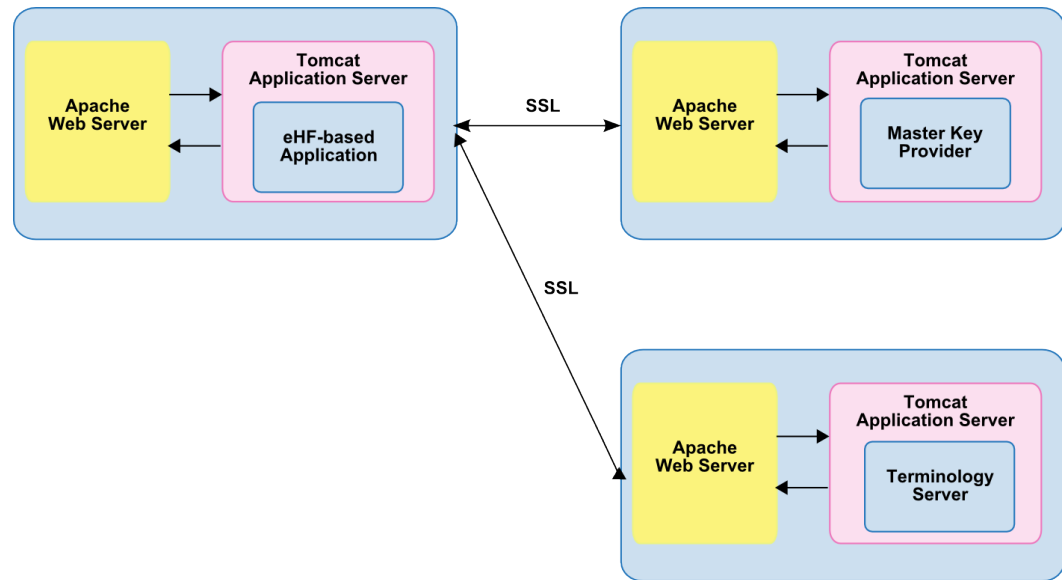 Apache
Web Server
Tomcat
Application Server
eHF-based
Application
SSL
Apache
Web Server
Tomcat
Application Server
Master Key
Provider
SSL
Apache
Web Server
Tomcat
Application Server
Terminology
Server